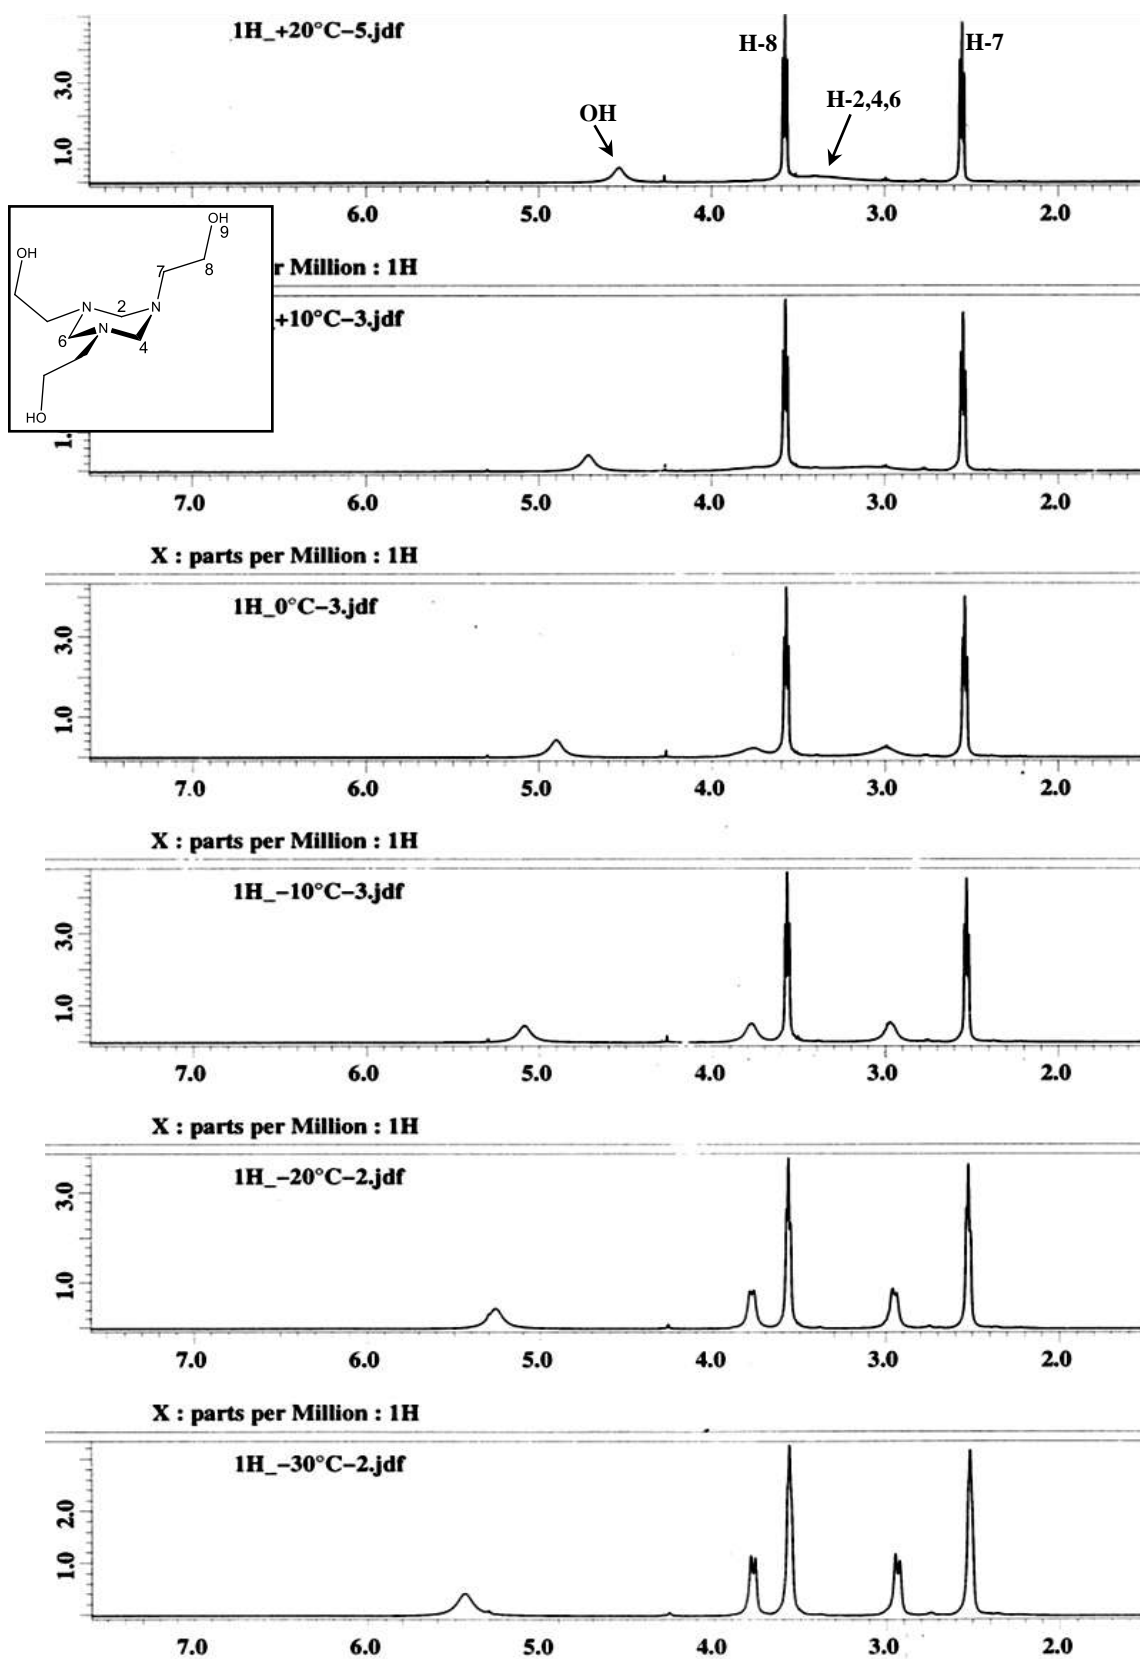 1H_+20°C−5.jdf
H-8
H-7
OH
H-2,4,6
3.0
1.0
6.0 5.0 4.0 3.0 2.0
OH
9
8
7
OH
N
2
N
N
6
4
HO
r Million : 1H
+10°C−3.jdf
1.
7.0 6.0 5.0 4.0 3.0 2.0
X : parts per Million : 1H
1H_0°C−3.jdf
3.0
1.0
7.0 6.0 5.0 4.0 3.0 2.0
X : parts per Million : 1H
1H_−10°C−3.jdf
3.0
1.0
7.0 6.0 5.0 4.0 3.0 2.0
X : parts per Million : 1H
1H_−20°C−2.jdf
3.0
1.0
7.0 6.0 5.0 4.0 3.0 2.0
X : parts per Million : 1H
1H_−30°C−2.jdf
2.0
1.0
7.0 6.0 5.0 4.0 3.0 2.0